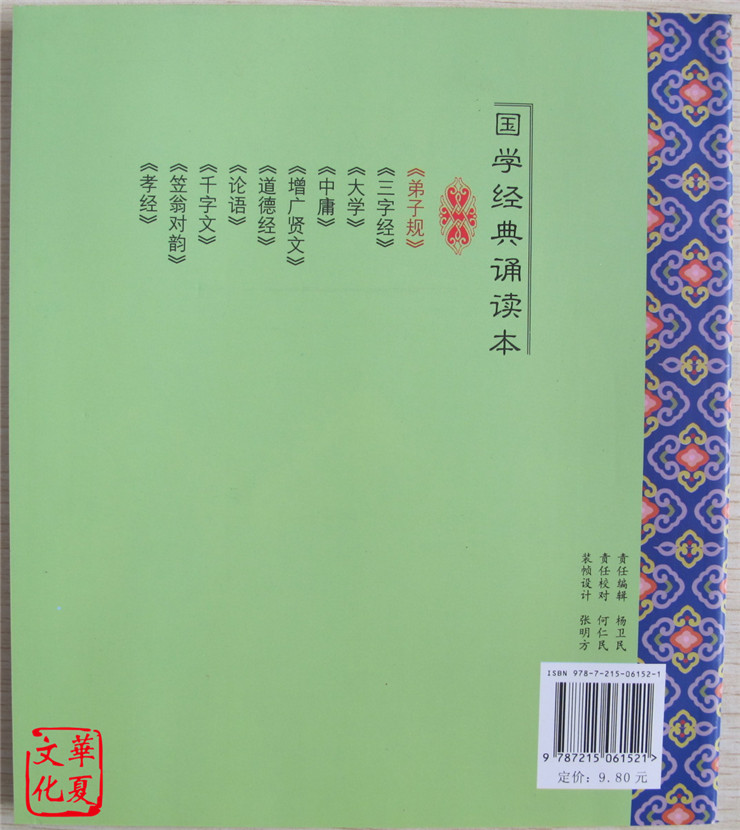 国学经典诵读本
《弟子规》
《三字经》
《大学》
《中庸》
《增广贤文》
《道德经》
《论语》
《千字文》
《笠翁对韵》
《孝经》
責任编辑 杨卫民
責任校对 何仁民
装帧设计 张明方
ISBN 978-7-215-06152-1
9 787215 061521>
定价：9.80元
華夏
文化